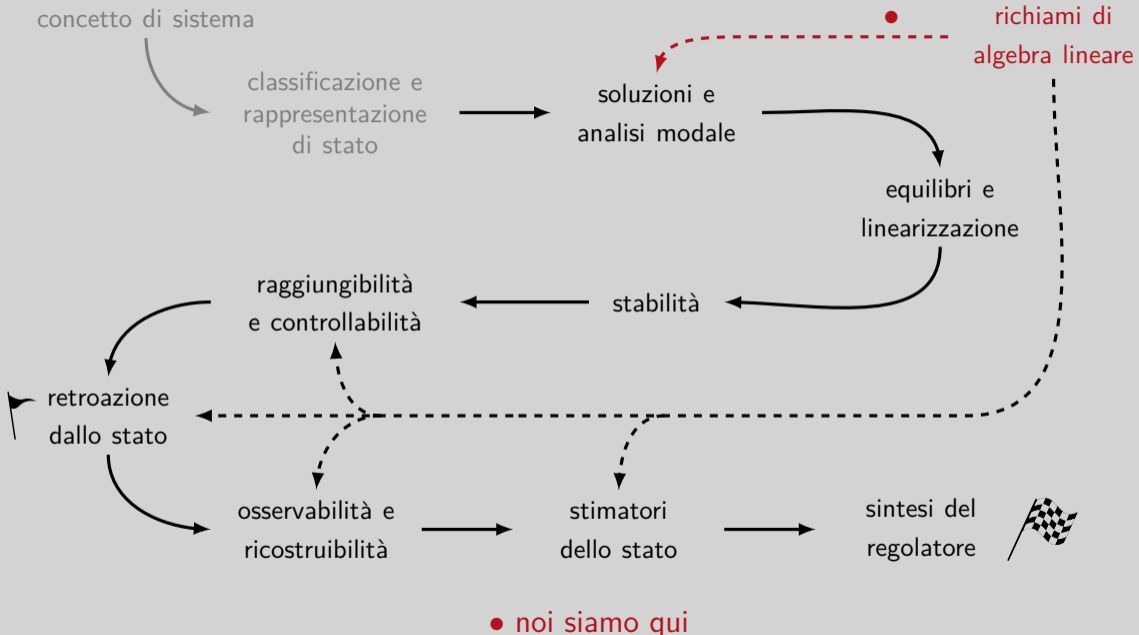 concetto di sistema
richiami di
algebra lineare
classificazione e
rappresentazione
di stato
soluzioni e
analisi modale
equilibri e
linearizzazione
stabilità
raggiungibilità
e controllabilità
retroazione
dallo stato
osservabilità e
ricostruibilità
stimatori
dello stato
sintesi del
regolatore
• noi siamo qui